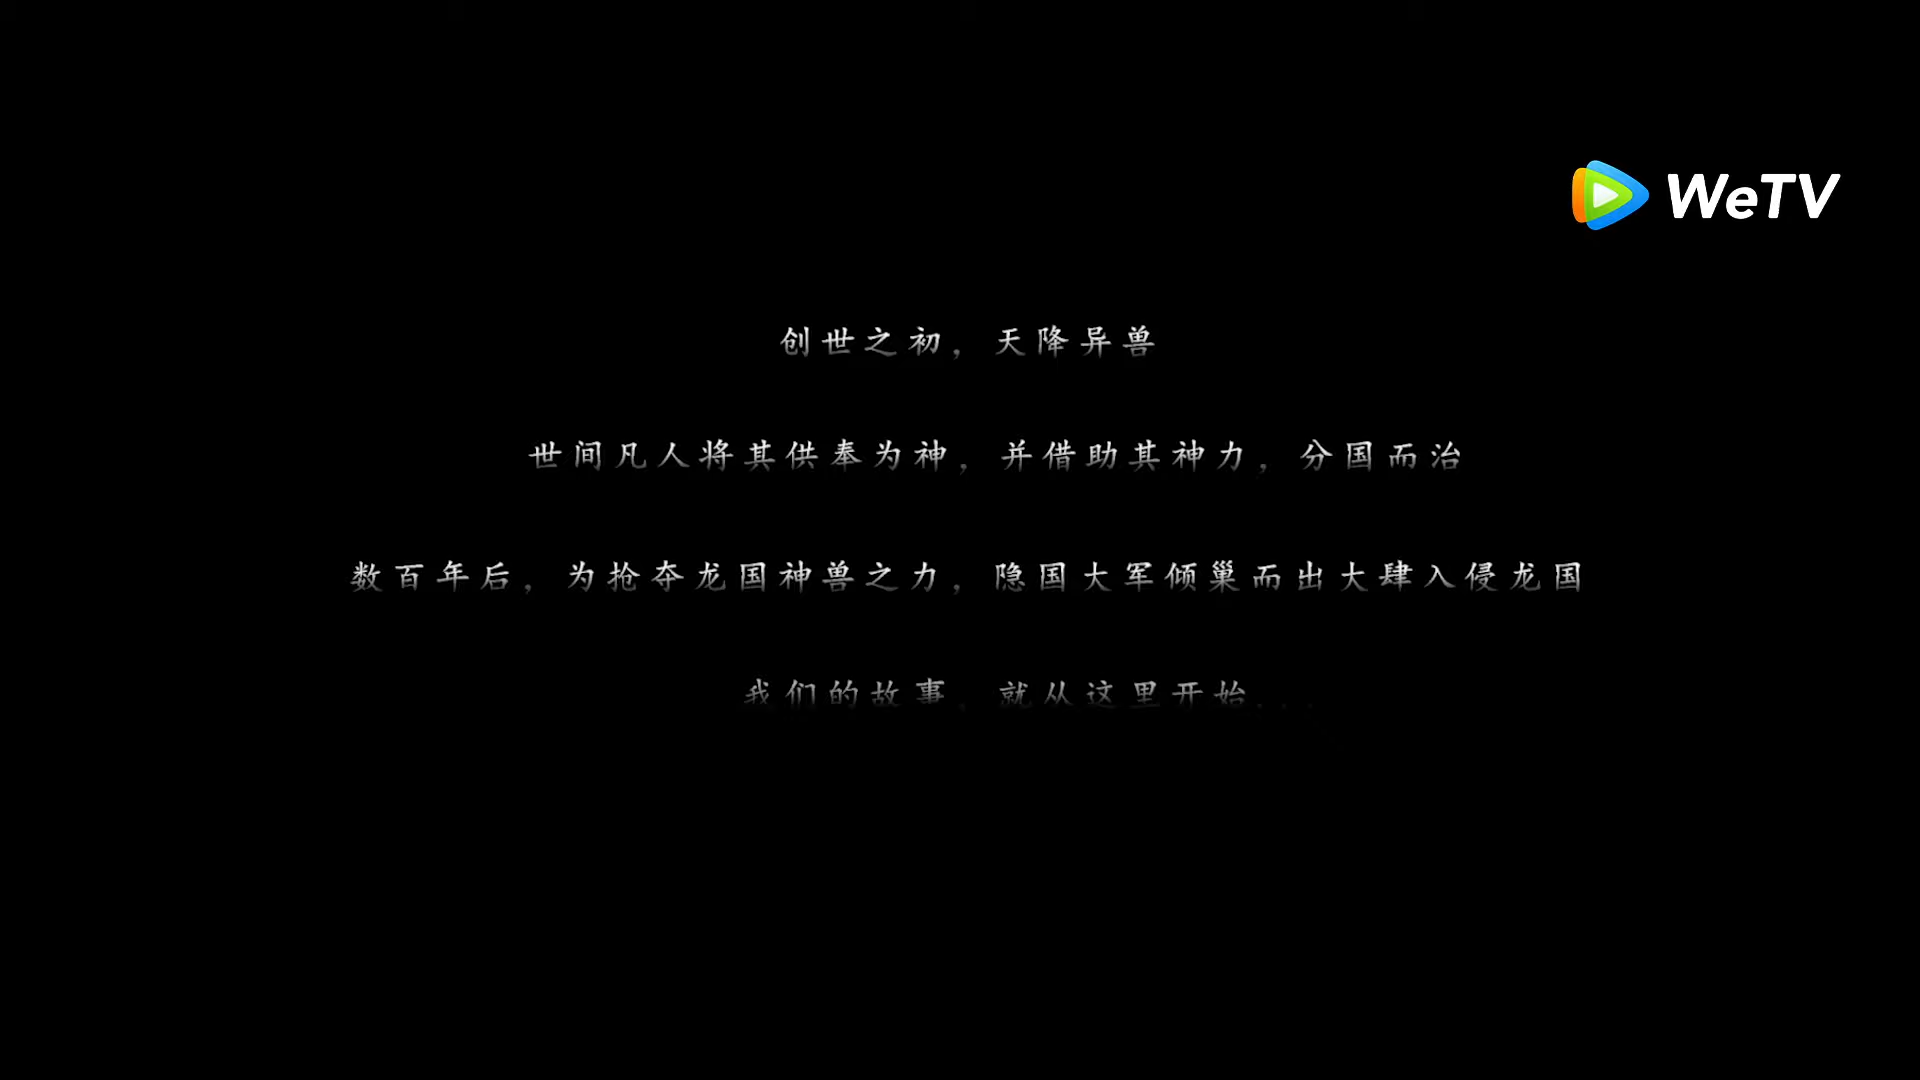 WeTV
创世之初，天降异兽
世间凡人将其供奉为神，并借助其神力，分国而治
数百年后，为抢夺龙国神兽之力，隐国大军倾巢而出大肆入侵龙国
我们的故事，就从这里开始...